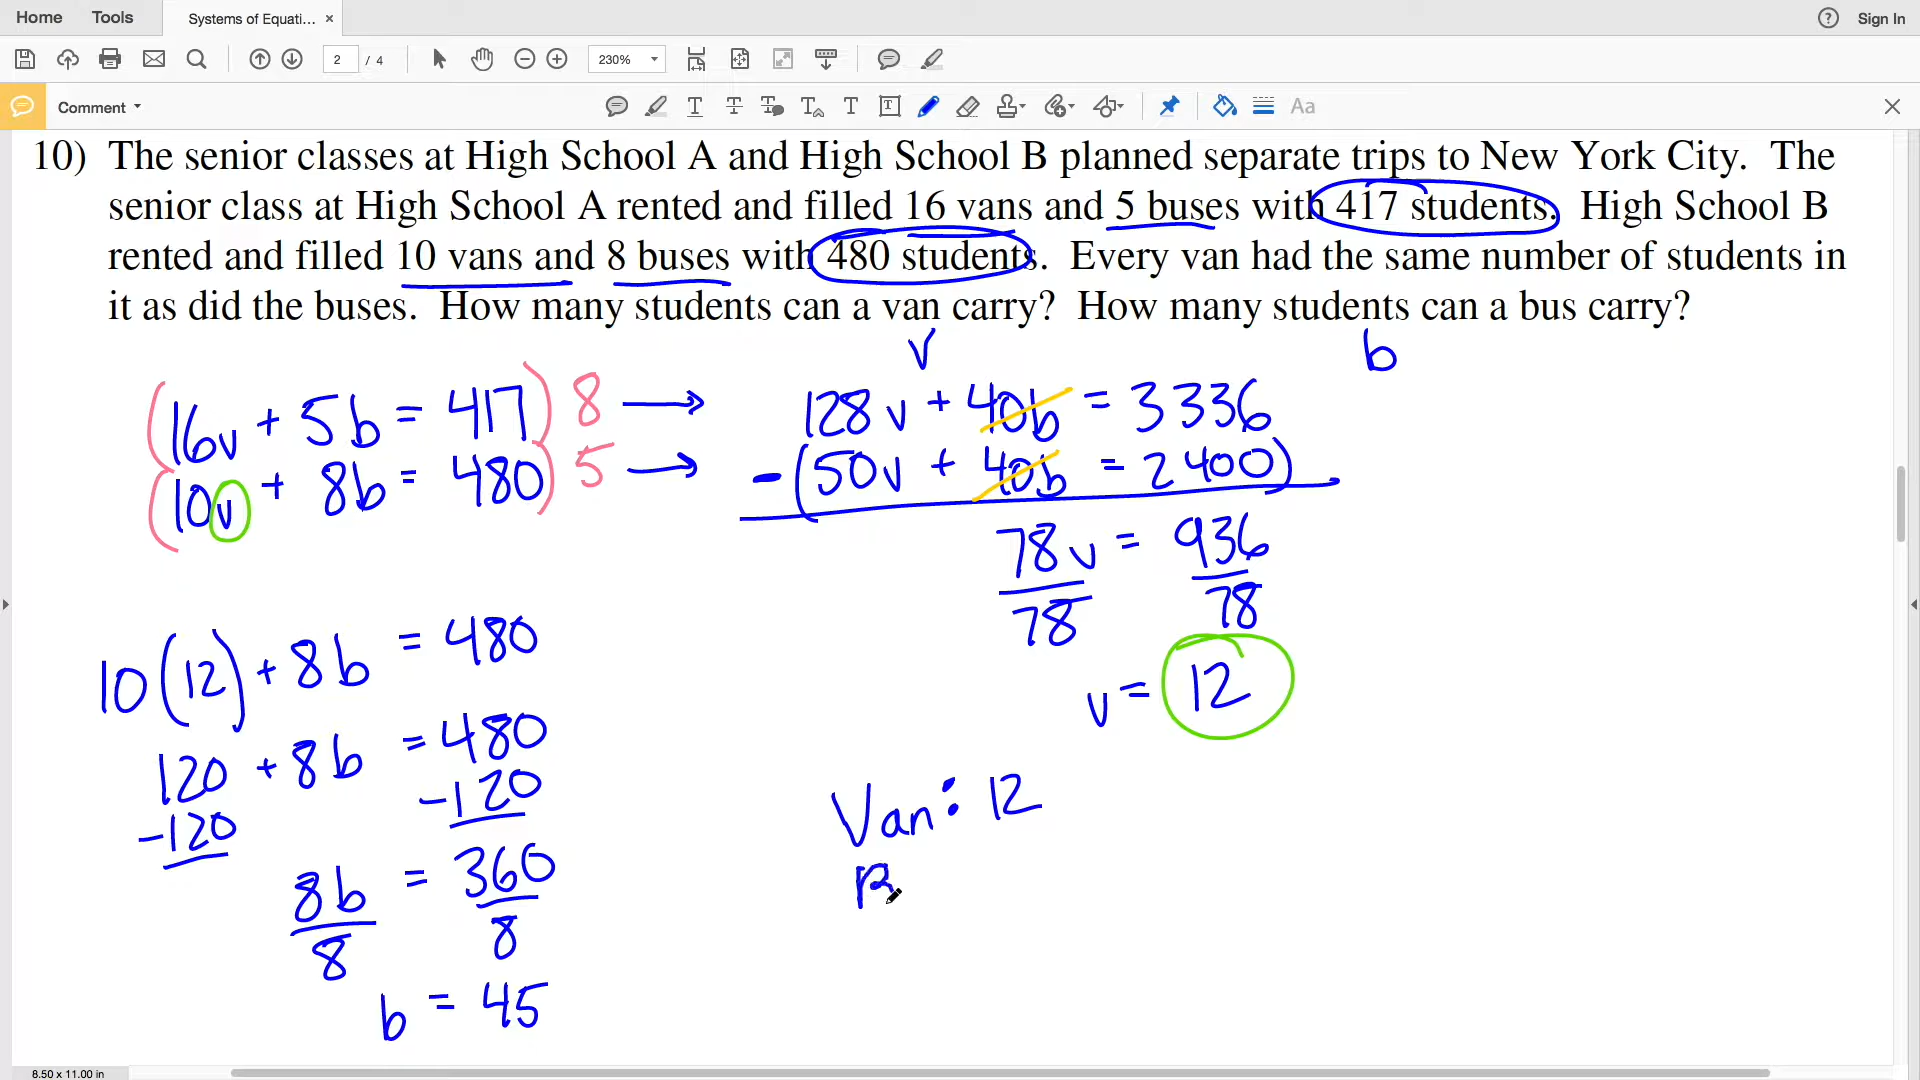 Home Tools Systems of Equati... × Sign In
2 / 4 230%
Comment Aa
10) The senior classes at High School A and High School B planned separate trips to New York City. The
senior class at High School A rented and filled 16 vans and 5 buses with 417 students. High School B
rented and filled 10 vans and 8 buses with 480 students. Every van had the same number of students in
it as did the buses. How many students can a van carry? How many students can a bus carry?
v b
(16v + 5b = 417) 8 → 128v + 40b = 3336
(10v + 8b = 480) 5 → -(50v + 40b = 2400)
78v = 936
78 78
v = 12
10(12) + 8b = 480
120 + 8b = 480
-120 -120
8b = 360
8 8
b = 45
Van: 12
B
8.50 x 11.00 in